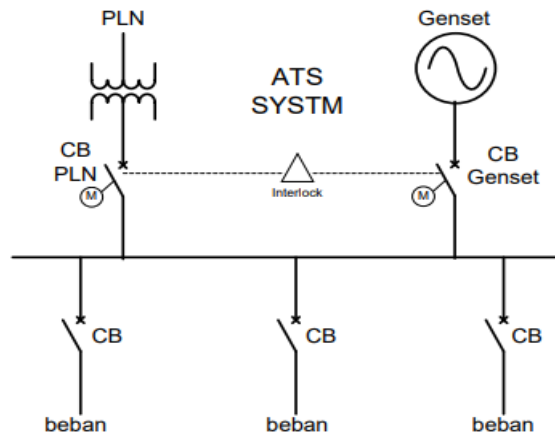 PLN
Genset
ATS
SYSTM
CB
PLN
M
Interlock
CB
Genset
M
CB
CB
CB
beban
beban
beban